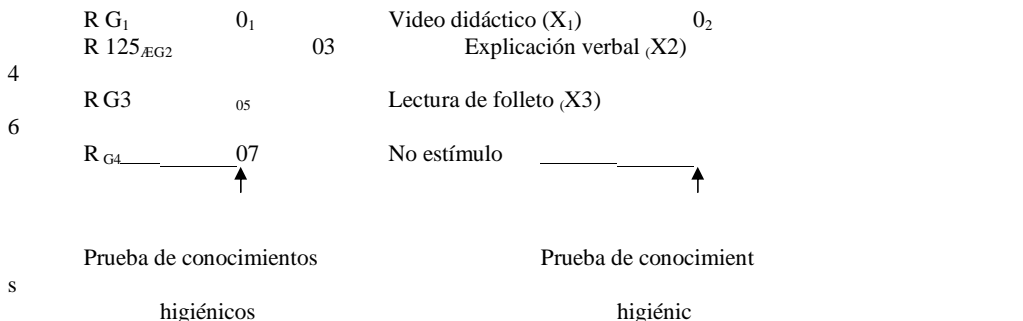 R G₁ 0₁ Video didáctico (X₁) 0₂
R 125ÆG2 03 Explicación verbal (X2)
4
R G3 05 Lectura de folleto (X3)
6
R G4 07 No estímulo
Prueba de conocimientos Prueba de conocimient
s
higiénicos higiénic